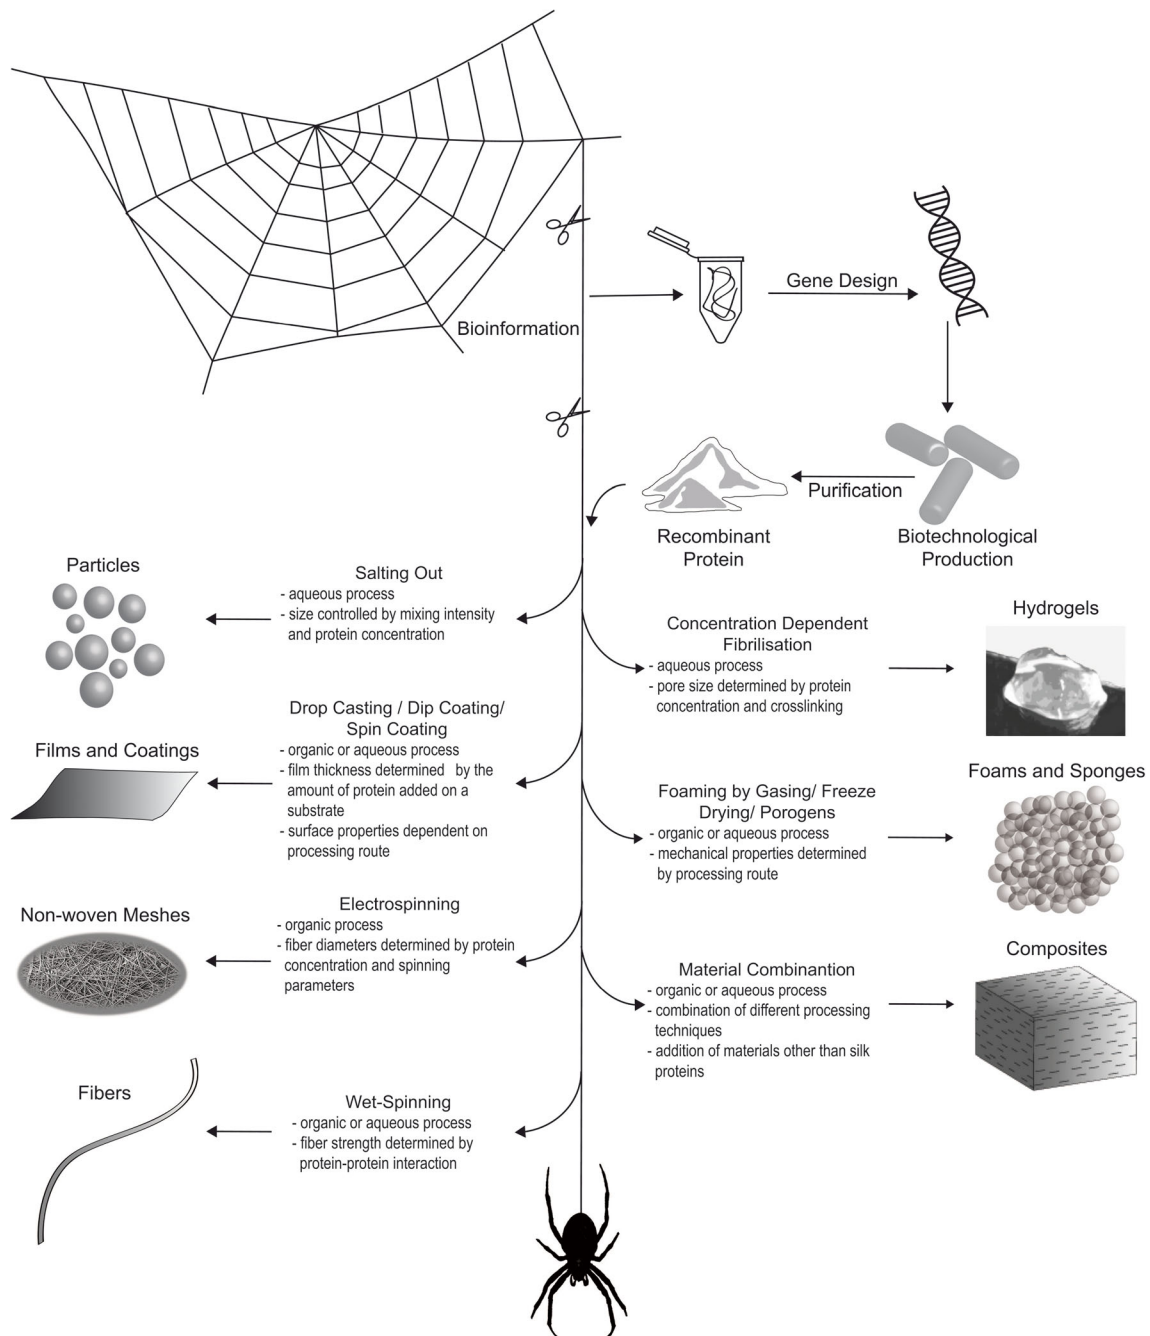 Gene Design
Bioinformation
Purification
Recombinant
Protein
Biotechnological
Production
Particles
Salting Out
- aqueous process
- size controlled by mixing intensity
and protein concentration
Hydrogels
Concentration Dependent
Fibrilisation
- aqueous process
- pore size determined by protein
concentration and crosslinking
Films and Coatings
Drop Casting / Dip Coating/
Spin Coating
- organic or aqueous process
- film thickness determined by the
amount of protein added on a
substrate
- surface properties dependent on
processing route
Foams and Sponges
Foaming by Gasing/ Freeze
Drying/ Porogens
- organic or aqueous process
- mechanical properties determined
by processing route
Non-woven Meshes
Electrospinning
- organic process
- fiber diameters determined by protein
concentration and spinning
parameters
Composites
Material Combinantion
- organic or aqueous process
- combination of different processing
techniques
- addition of materials other than silk
proteins
Fibers
Wet-Spinning
- organic or aqueous process
- fiber strength determined by
protein-protein interaction